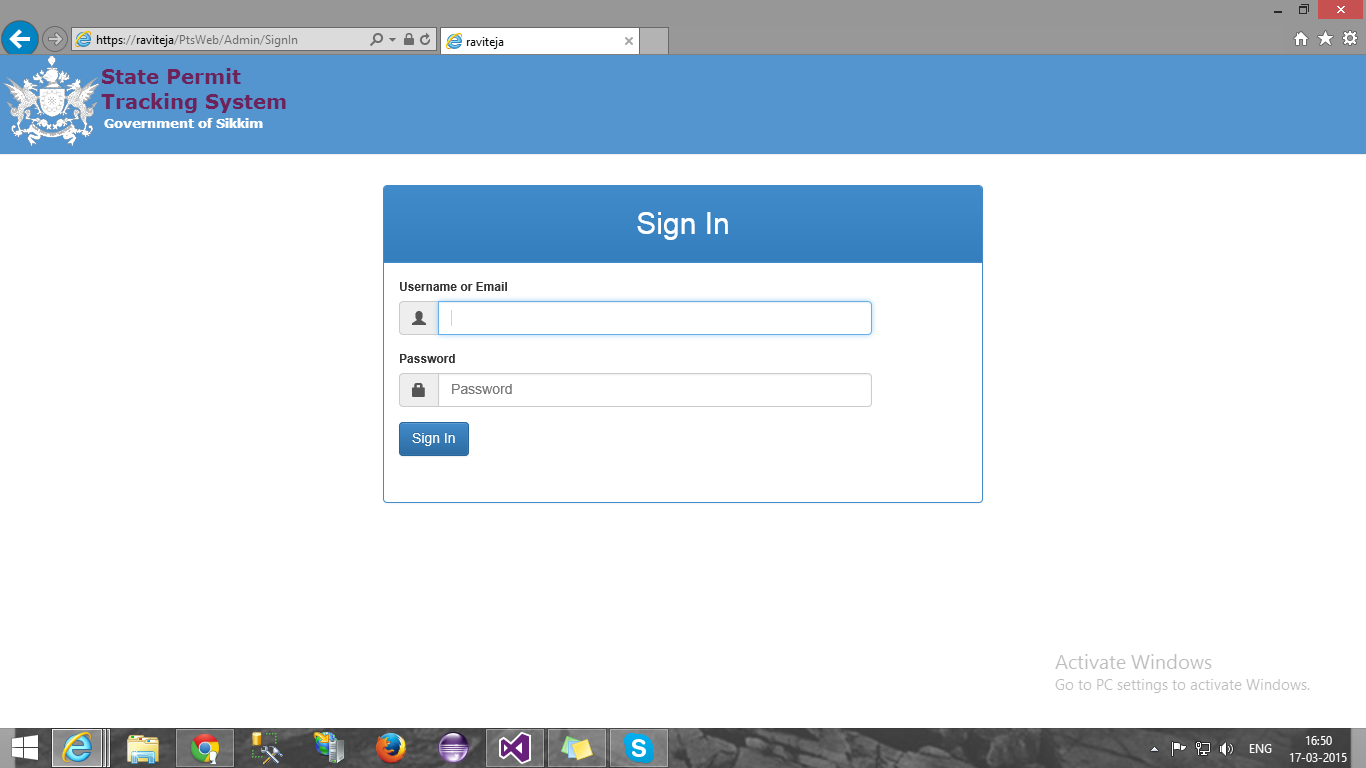 https://raviteja/PtsWeb/Admin/SignIn
raviteja
State Permit
Tracking System
Government of Sikkim
Sign In
Username or Email
Password
Password
Sign In
Activate Windows
Go to PC settings to activate Windows.
ENG
16:50
17-03-2015